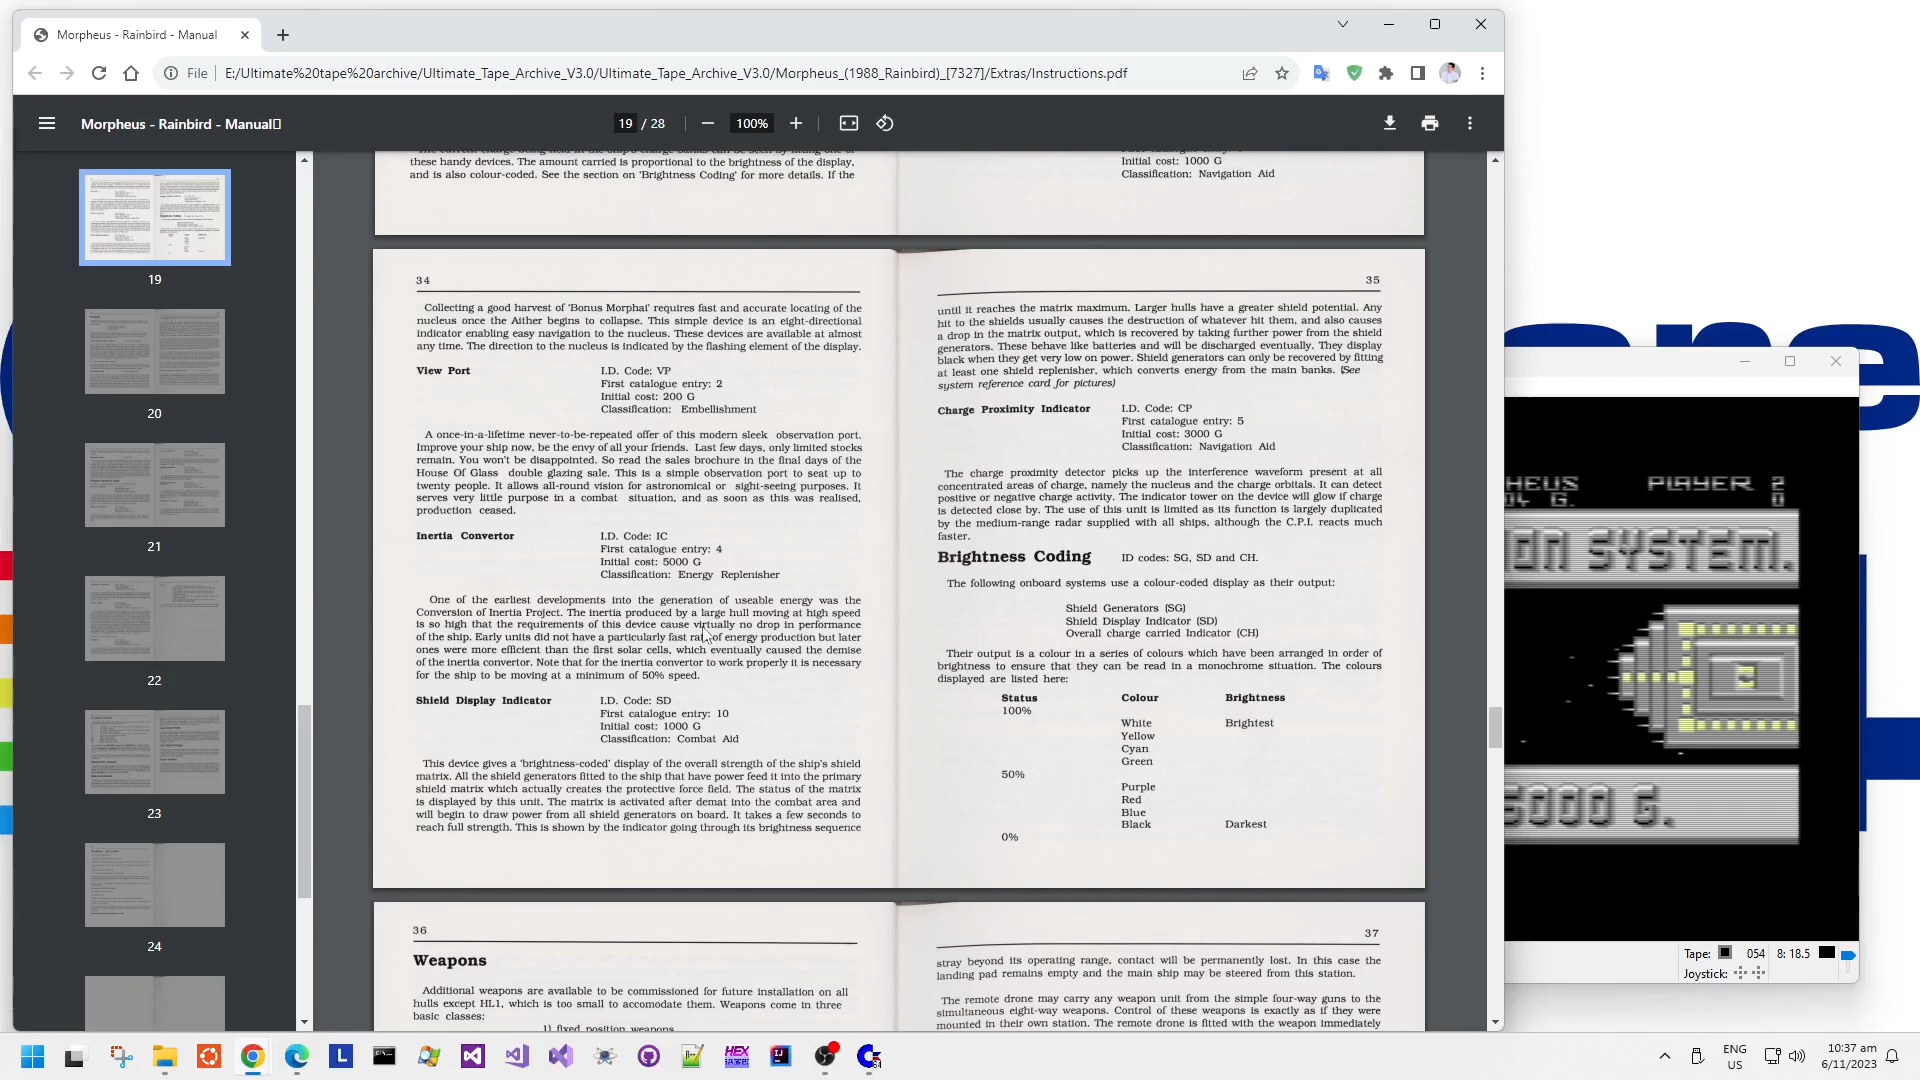 Morpheus - Rainbird - Manual
File
E:/Ultimate%20tape%20archive/Ultimate_Tape_Archive_V3.0/Ultimate_Tape_Archive_V3.0/Morpheus_(1988_Rainbird)_[7327]/Extras/Instructions.pdf
Morpheus - Rainbird - Manual
19 / 28
100%
19
20
21
22
23
24
these handy devices. The amount carried is proportional to the brightness of the display,
and is also colour-coded. See the section on 'Brightness Coding' for more details. If the
Initial cost: 1000 G
Classification: Navigation Aid
34
Collecting a good harvest of 'Bonus Morphai' requires fast and accurate locating of the
nucleus once the Aither begins to collapse. This simple device is an eight-directional
indicator enabling easy navigation to the nucleus. These devices are available at almost
any time. The direction to the nucleus is indicated by the flashing element of the display.
View Port
I.D. Code: VP
First catalogue entry: 2
Initial cost: 200 G
Classification: Embellishment
A once-in-a-lifetime never-to-be-repeated offer of this modern sleek observation port.
Improve your ship now, be the envy of all your friends. Last few days, only limited stocks
remain. You won't be disappointed. So read the sales brochure in the final days of the
House Of Glass double glazing sale. This is a simple observation port to seat up to
twenty people. It allows all-round vision for astronomical or sight-seeing purposes. It
serves very little purpose in a combat situation, and as soon as this was realised,
production ceased.
Inertia Convertor
I.D. Code: IC
First catalogue entry: 4
Initial cost: 5000 G
Classification: Energy Replenisher
One of the earliest developments into the generation of useable energy was the
Conversion of Inertia Project. The inertia produced by a large hull moving at high speed
is so high that the requirements of this device cause virtually no drop in performance
of the ship. Early units did not have a particularly fast rate of energy production but later
ones were more efficient than the first solar cells, which eventually caused the demise
of the inertia convertor. Note that for the inertia convertor to work properly it is necessary
for the ship to be moving at a minimum of 50% speed.
Shield Display Indicator
I.D. Code: SD
First catalogue entry: 10
Initial cost: 1000 G
Classification: Combat Aid
This device gives a 'brightness-coded' display of the overall strength of the ship's shield
matrix. All the shield generators fitted to the ship that have power feed it into the primary
shield matrix which actually creates the protective force field. The status of the matrix
is displayed by this unit. The matrix is activated after demat into the combat area and
will begin to draw power from all shield generators on board. It takes a few seconds to
reach full strength. This is shown by the indicator going through its brightness sequence
35
until it reaches the matrix maximum. Larger hulls have a greater shield potential. Any
hit to the shields usually causes the destruction of whatever hit them, and also causes
a drop in the matrix output, which is recovered by taking further power from the shield
generators. These behave like batteries and will be discharged eventually. They display
black when they get very low on power. Shield generators can only be recovered by fitting
at least one shield replenisher, which converts energy from the main banks. (See
system reference card for pictures)
Charge Proximity Indicator
I.D. Code: CP
First catalogue entry: 5
Initial cost: 3000 G
Classification: Navigation Aid
The charge proximity detector picks up the interference waveform present at all
concentrated areas of charge, namely the nucleus and the charge orbitals. It can detect
positive or negative charge activity. The indicator tower on the device will glow if charge
is detected close by. The use of this unit is limited as its function is largely duplicated
by the medium-range radar supplied with all ships, although the C.P.I. reacts much
faster.
Brightness Coding ID codes: SG, SD and CH.
The following onboard systems use a colour-coded display as their output:
Shield Generators (SG)
Shield Display Indicator (SD)
Overall charge carried Indicator (CH)
Their output is a colour in a series of colours which have been arranged in order of
brightness to ensure that they can be read in a monochrome situation. The colours
displayed are listed here:
Status Colour Brightness
100%
White Brightest
Yellow
Cyan
Green
50%
Purple
Red
Blue
Black Darkest
0%
36
Weapons
Additional weapons are available to be commissioned for future installation on all
hulls except HL1, which is too small to accomodate them. Weapons come in three
basic classes:
1) fixed position weapons
37
stray beyond its operating range, contact will be permanently lost. In this case the
landing pad remains empty and the main ship may be steered from this station.
The remote drone may carry any weapon unit from the simple four-way guns to the
simultaneous eight-way weapons. Control of these weapons is exactly as if they were
mounted in their own station. The remote drone is fitted with the weapon immediately
HEUS PLAYER 2
G. 0
ON SYSTEM.
5000 G.
Tape: 054 8: 18.5
Joystick:
ENG
US
10:37 am
6/11/2023